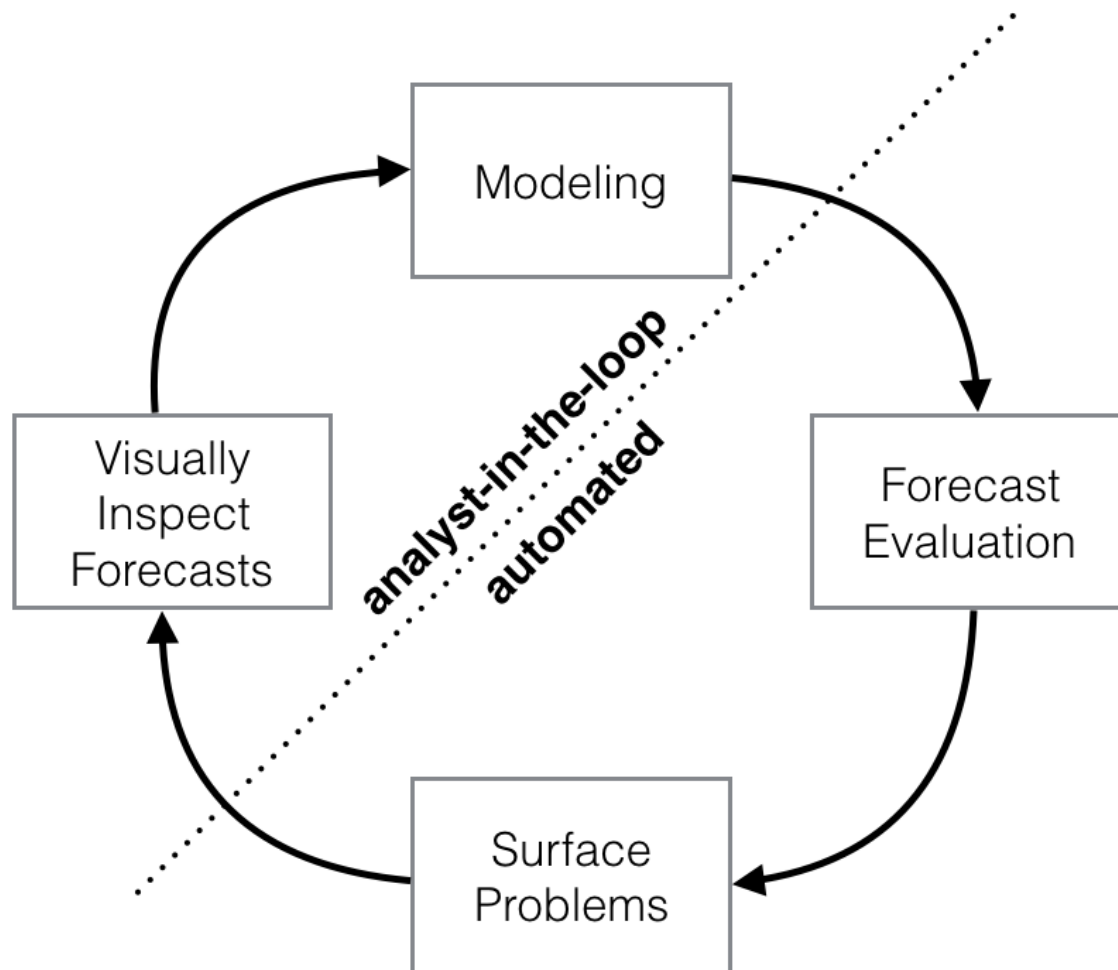 Modeling
analyst-in-the-loop
automated
Visually
Inspect
Forecasts
Forecast
Evaluation
Surface
Problems